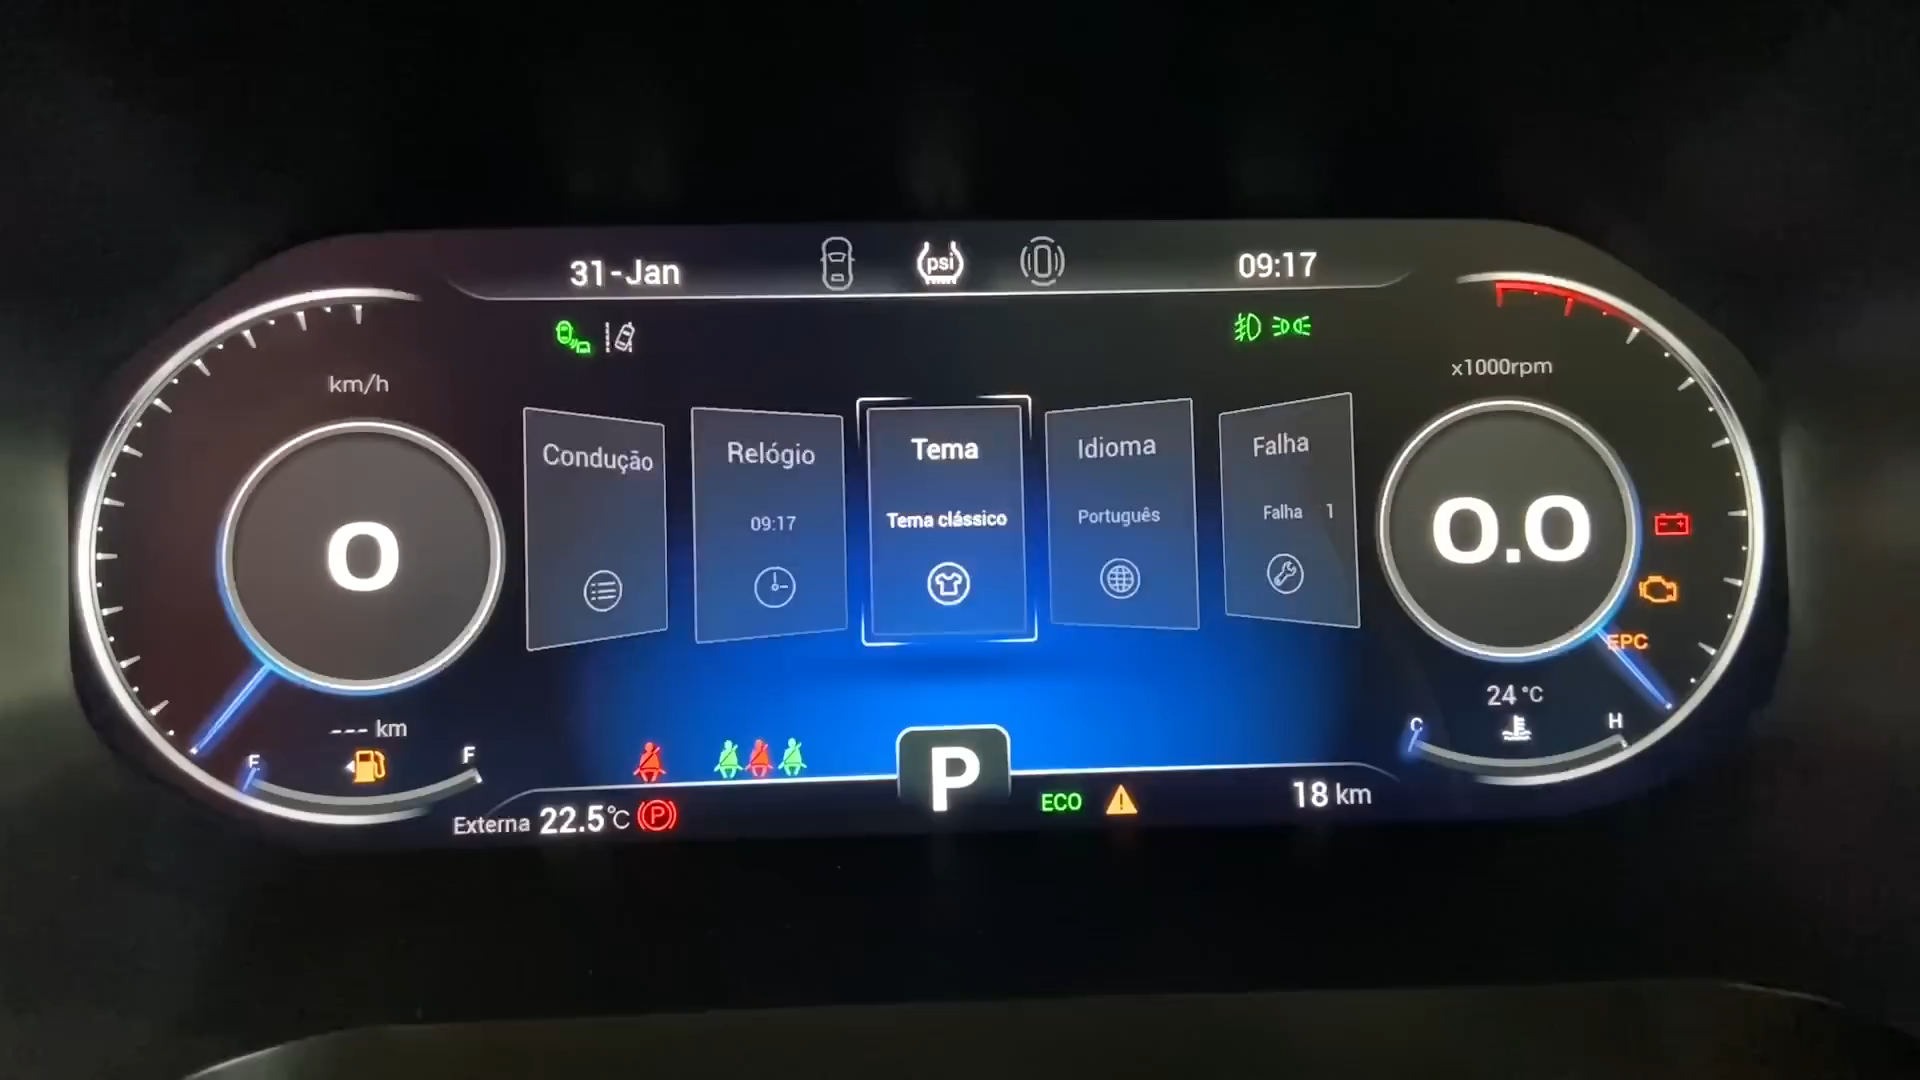 31-Jan
psi
09:17
km/h
x1000rpm
Condução
Relógio
09:17
Tema
Tema clássico
Idioma
Português
Falha
Falha 1
0
0.0
EPC
--- km
E
F
24 °C
C
H
P
Externa 22.5°C
P
ECO
18 km